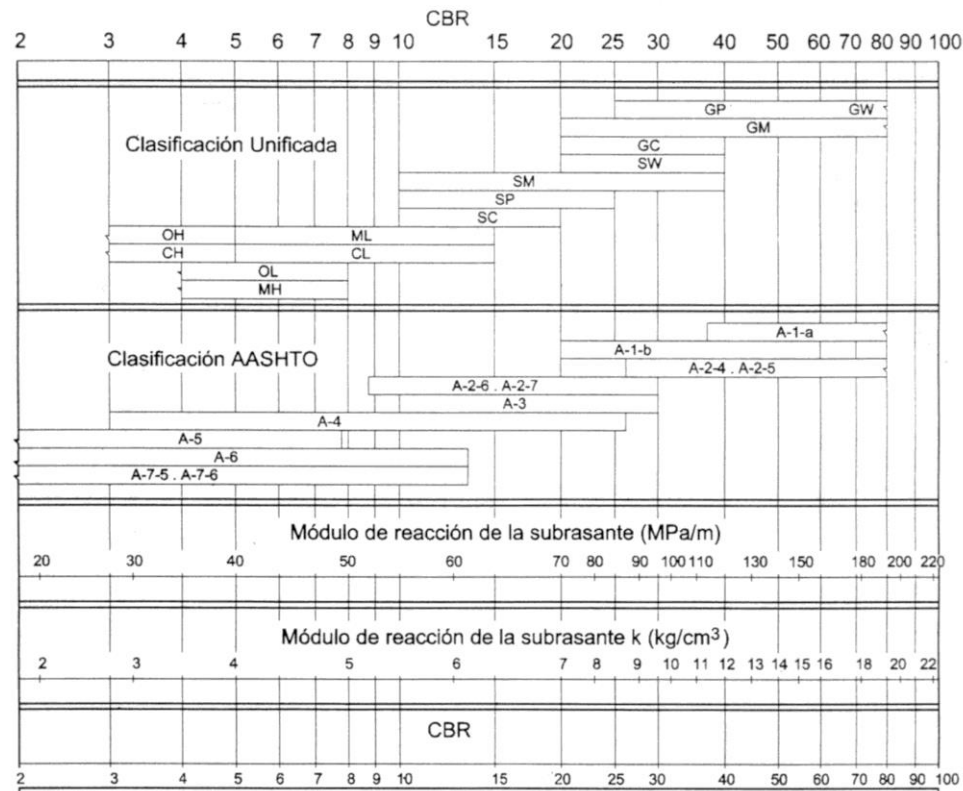 CBR
2 3 4 5 6 7 8 9 10 15 20 25 30 40 50 60 70 80 90 100
GP GW
GM
Clasificación Unificada
GC
SW
SM
SP
SC
OH ML
CH CL
OL
MH
A-1-a
Clasificación AASHTO
A-1-b
A-2-4 . A-2-5
A-2-6 . A-2-7
A-3
A-4
A-5
A-6
A-7-5 . A-7-6
Módulo de reacción de la subrasante (MPa/m)
20 30 40 50 60 70 80 90 100 110 130 150 180 200 220
Módulo de reacción de la subrasante k (kg/cm³)
2 3 4 5 6 7 8 9 10 11 12 13 14 15 16 18 20 22
CBR
2 3 4 5 6 7 8 9 10 20 25 30 40 50 60 70 80 90 100